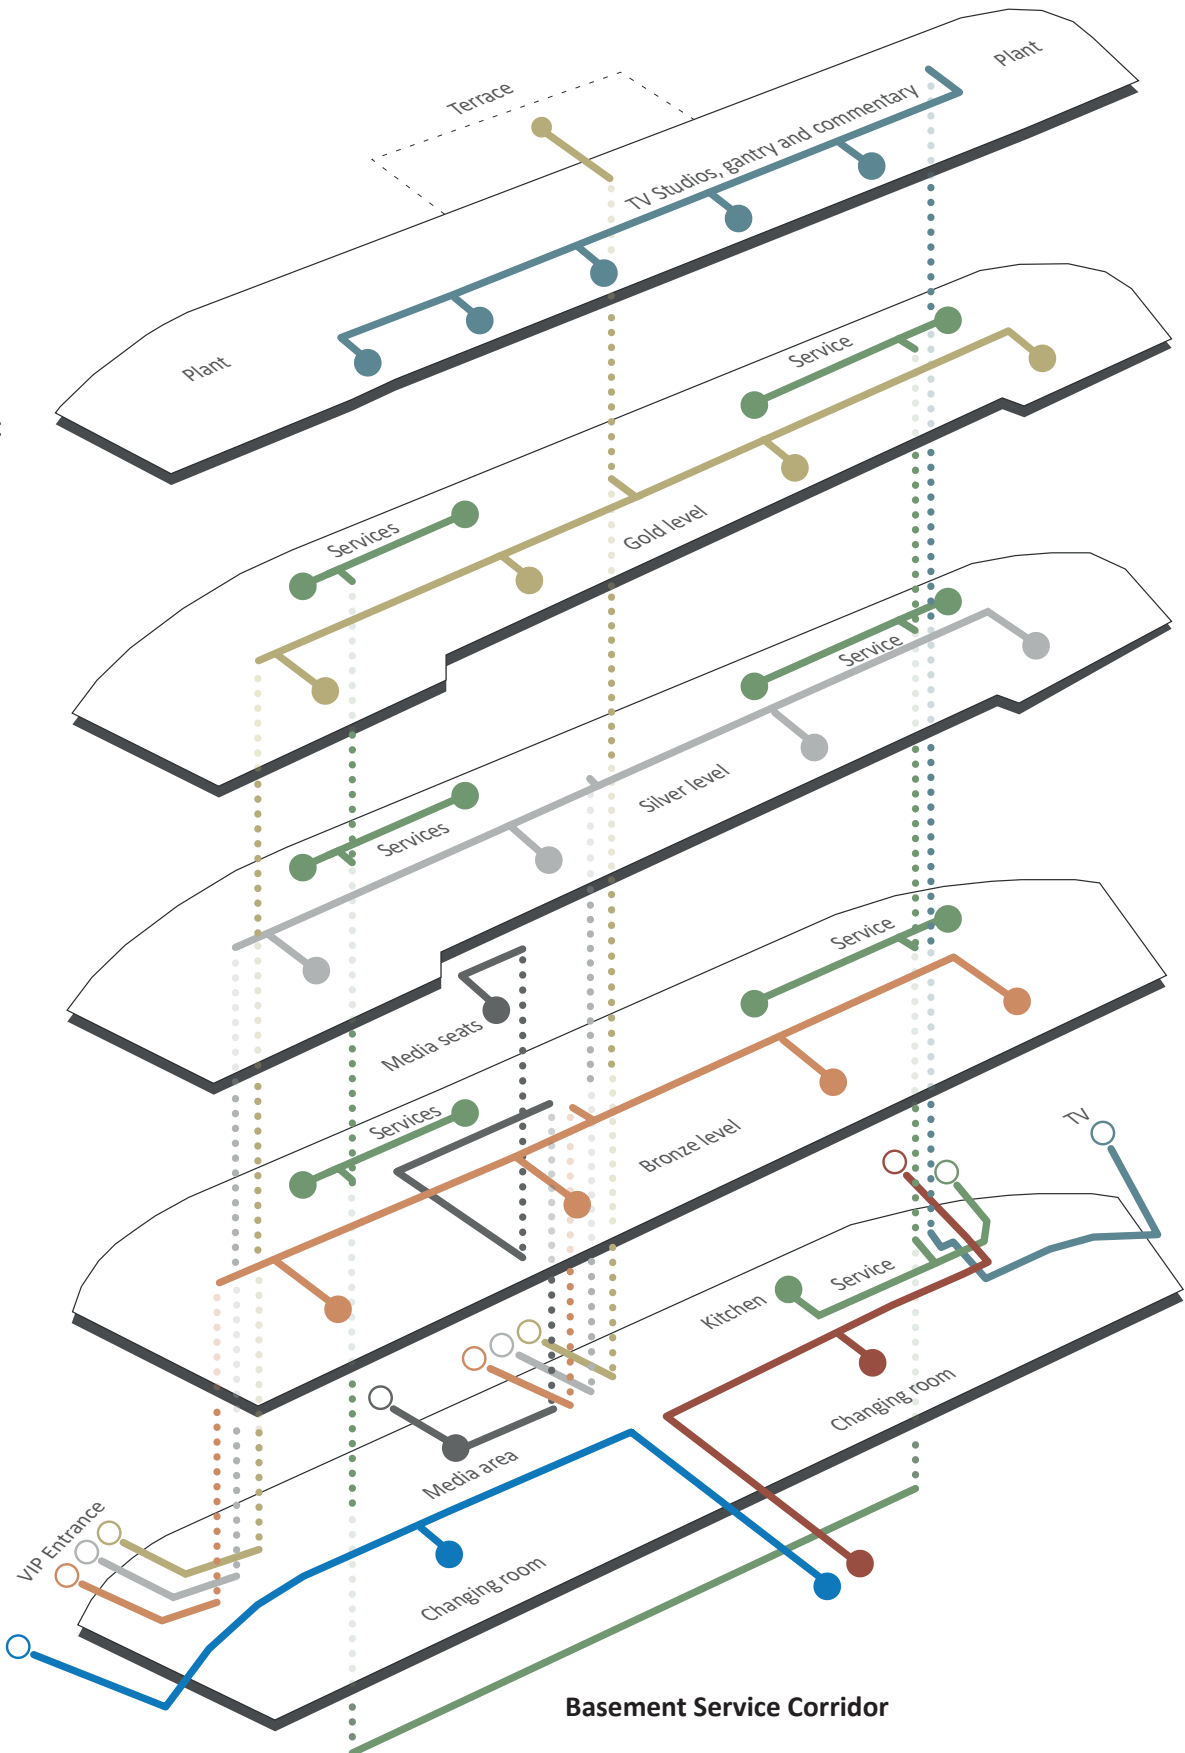 Plant
Terrace
TV Studios, gantry and commentary
Plant
Service
Services
Gold level
Service
Services
Silver level
Media seats
Service
Services
Bronze level
TV
Service
Kitchen
Changing room
Media area
VIP Entrance
Changing room
Basement Service Corridor